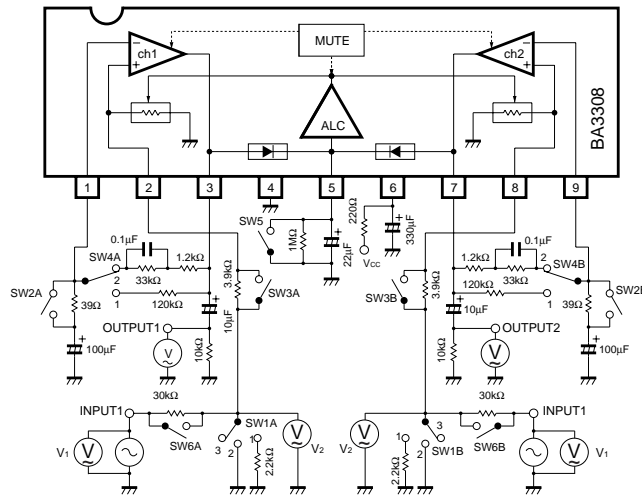 MUTE
ch1
ch2
ALC
BA3308
1
2
3
4
5
6
7
8
9
SW5
1MΩ
22μF
220Ω
VCC
330μF
0.1μF
SW4A
2
33kΩ
1.2kΩ
1
120kΩ
SW2A
39Ω
100μF
3.9kΩ
SW3A
10μF
OUTPUT1
V
10kΩ
30kΩ
SW3B
3.9kΩ
0.1μF
1.2kΩ
33kΩ
2
SW4B
120kΩ
1
10μF
39Ω
OUTPUT2
V
10kΩ
100μF
30kΩ
INPUT1
V1
V
SW6A
SW1A
3
2
1
2.2kΩ
V
V2
V2
V
1
2
3
SW1B
2.2kΩ
SW6B
INPUT1
V
V1